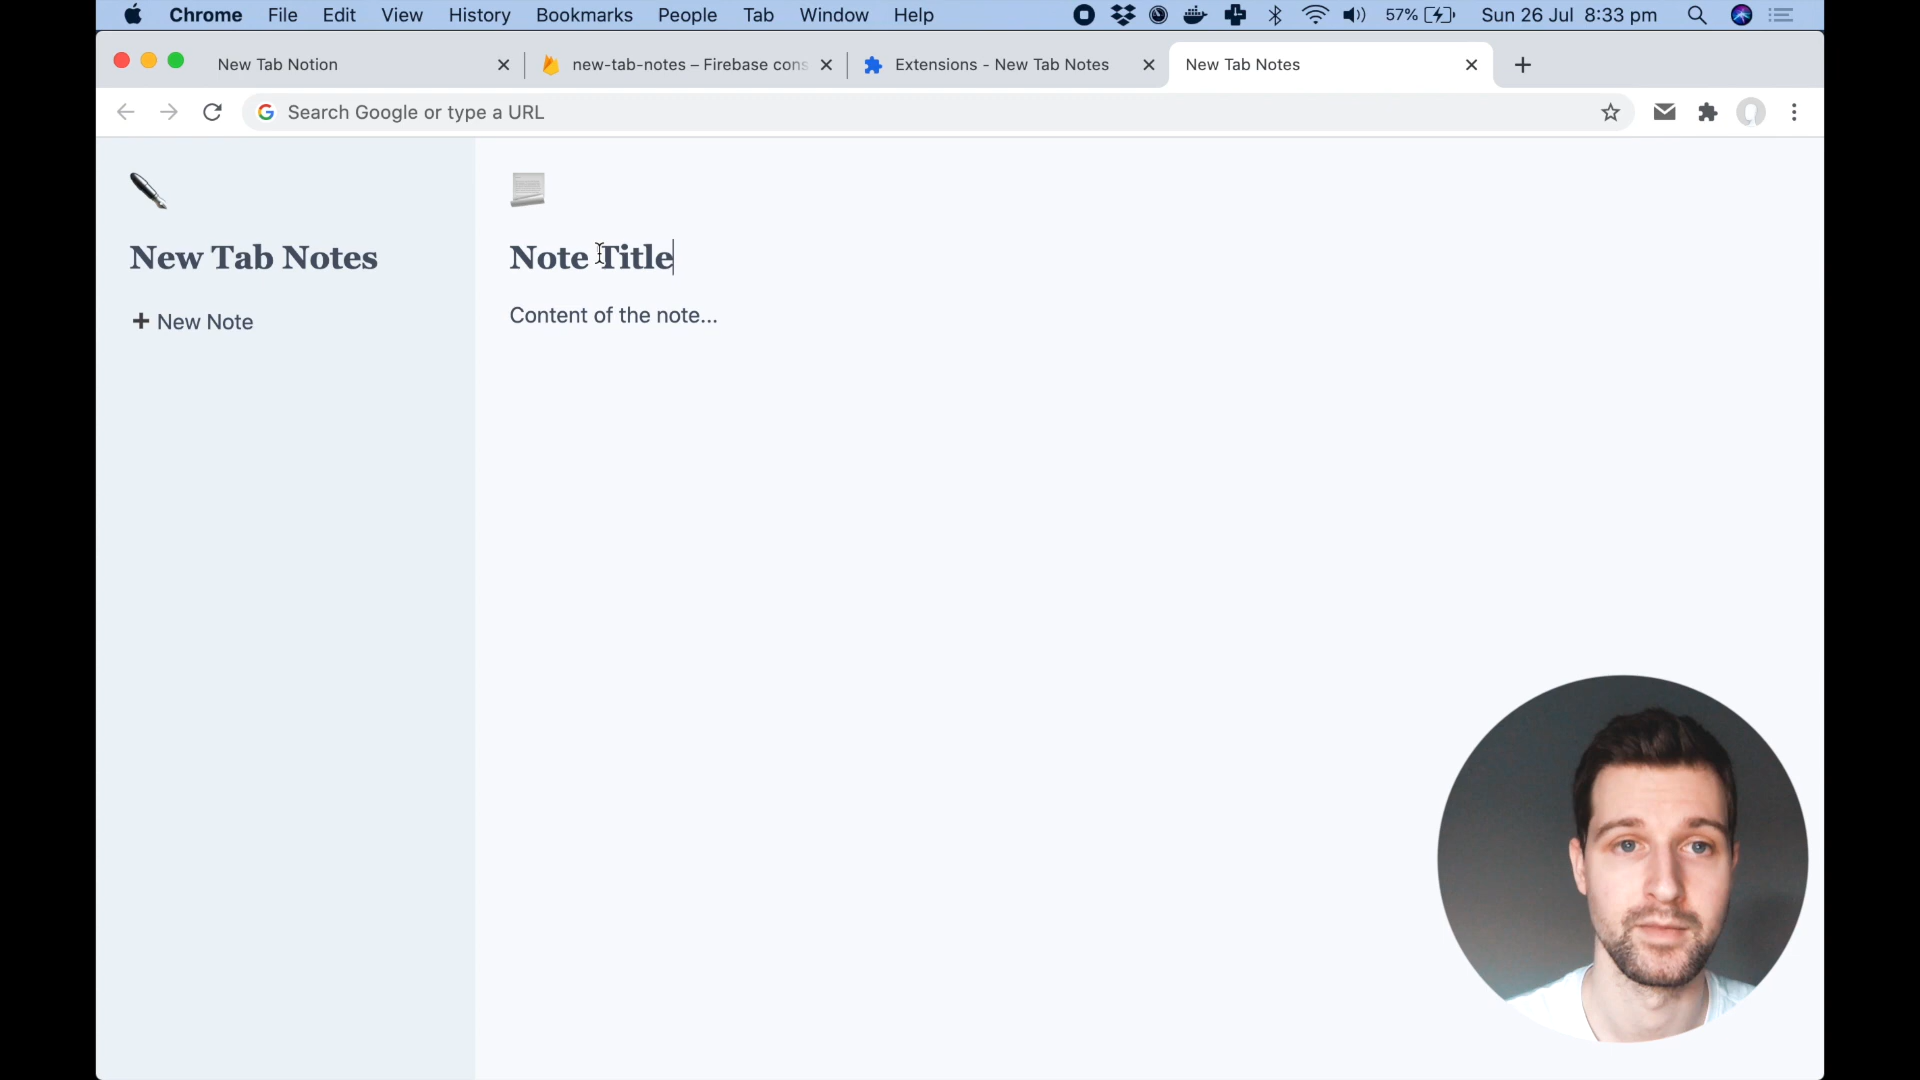 Chrome File Edit View History Bookmarks People Tab Window Help 57% Sun 26 Jul 8:33 pm
New Tab Notion new-tab-notes – Firebase cons Extensions - New Tab Notes New Tab Notes
Search Google or type a URL
New Tab Notes
+ New Note
Note Title
Content of the note...